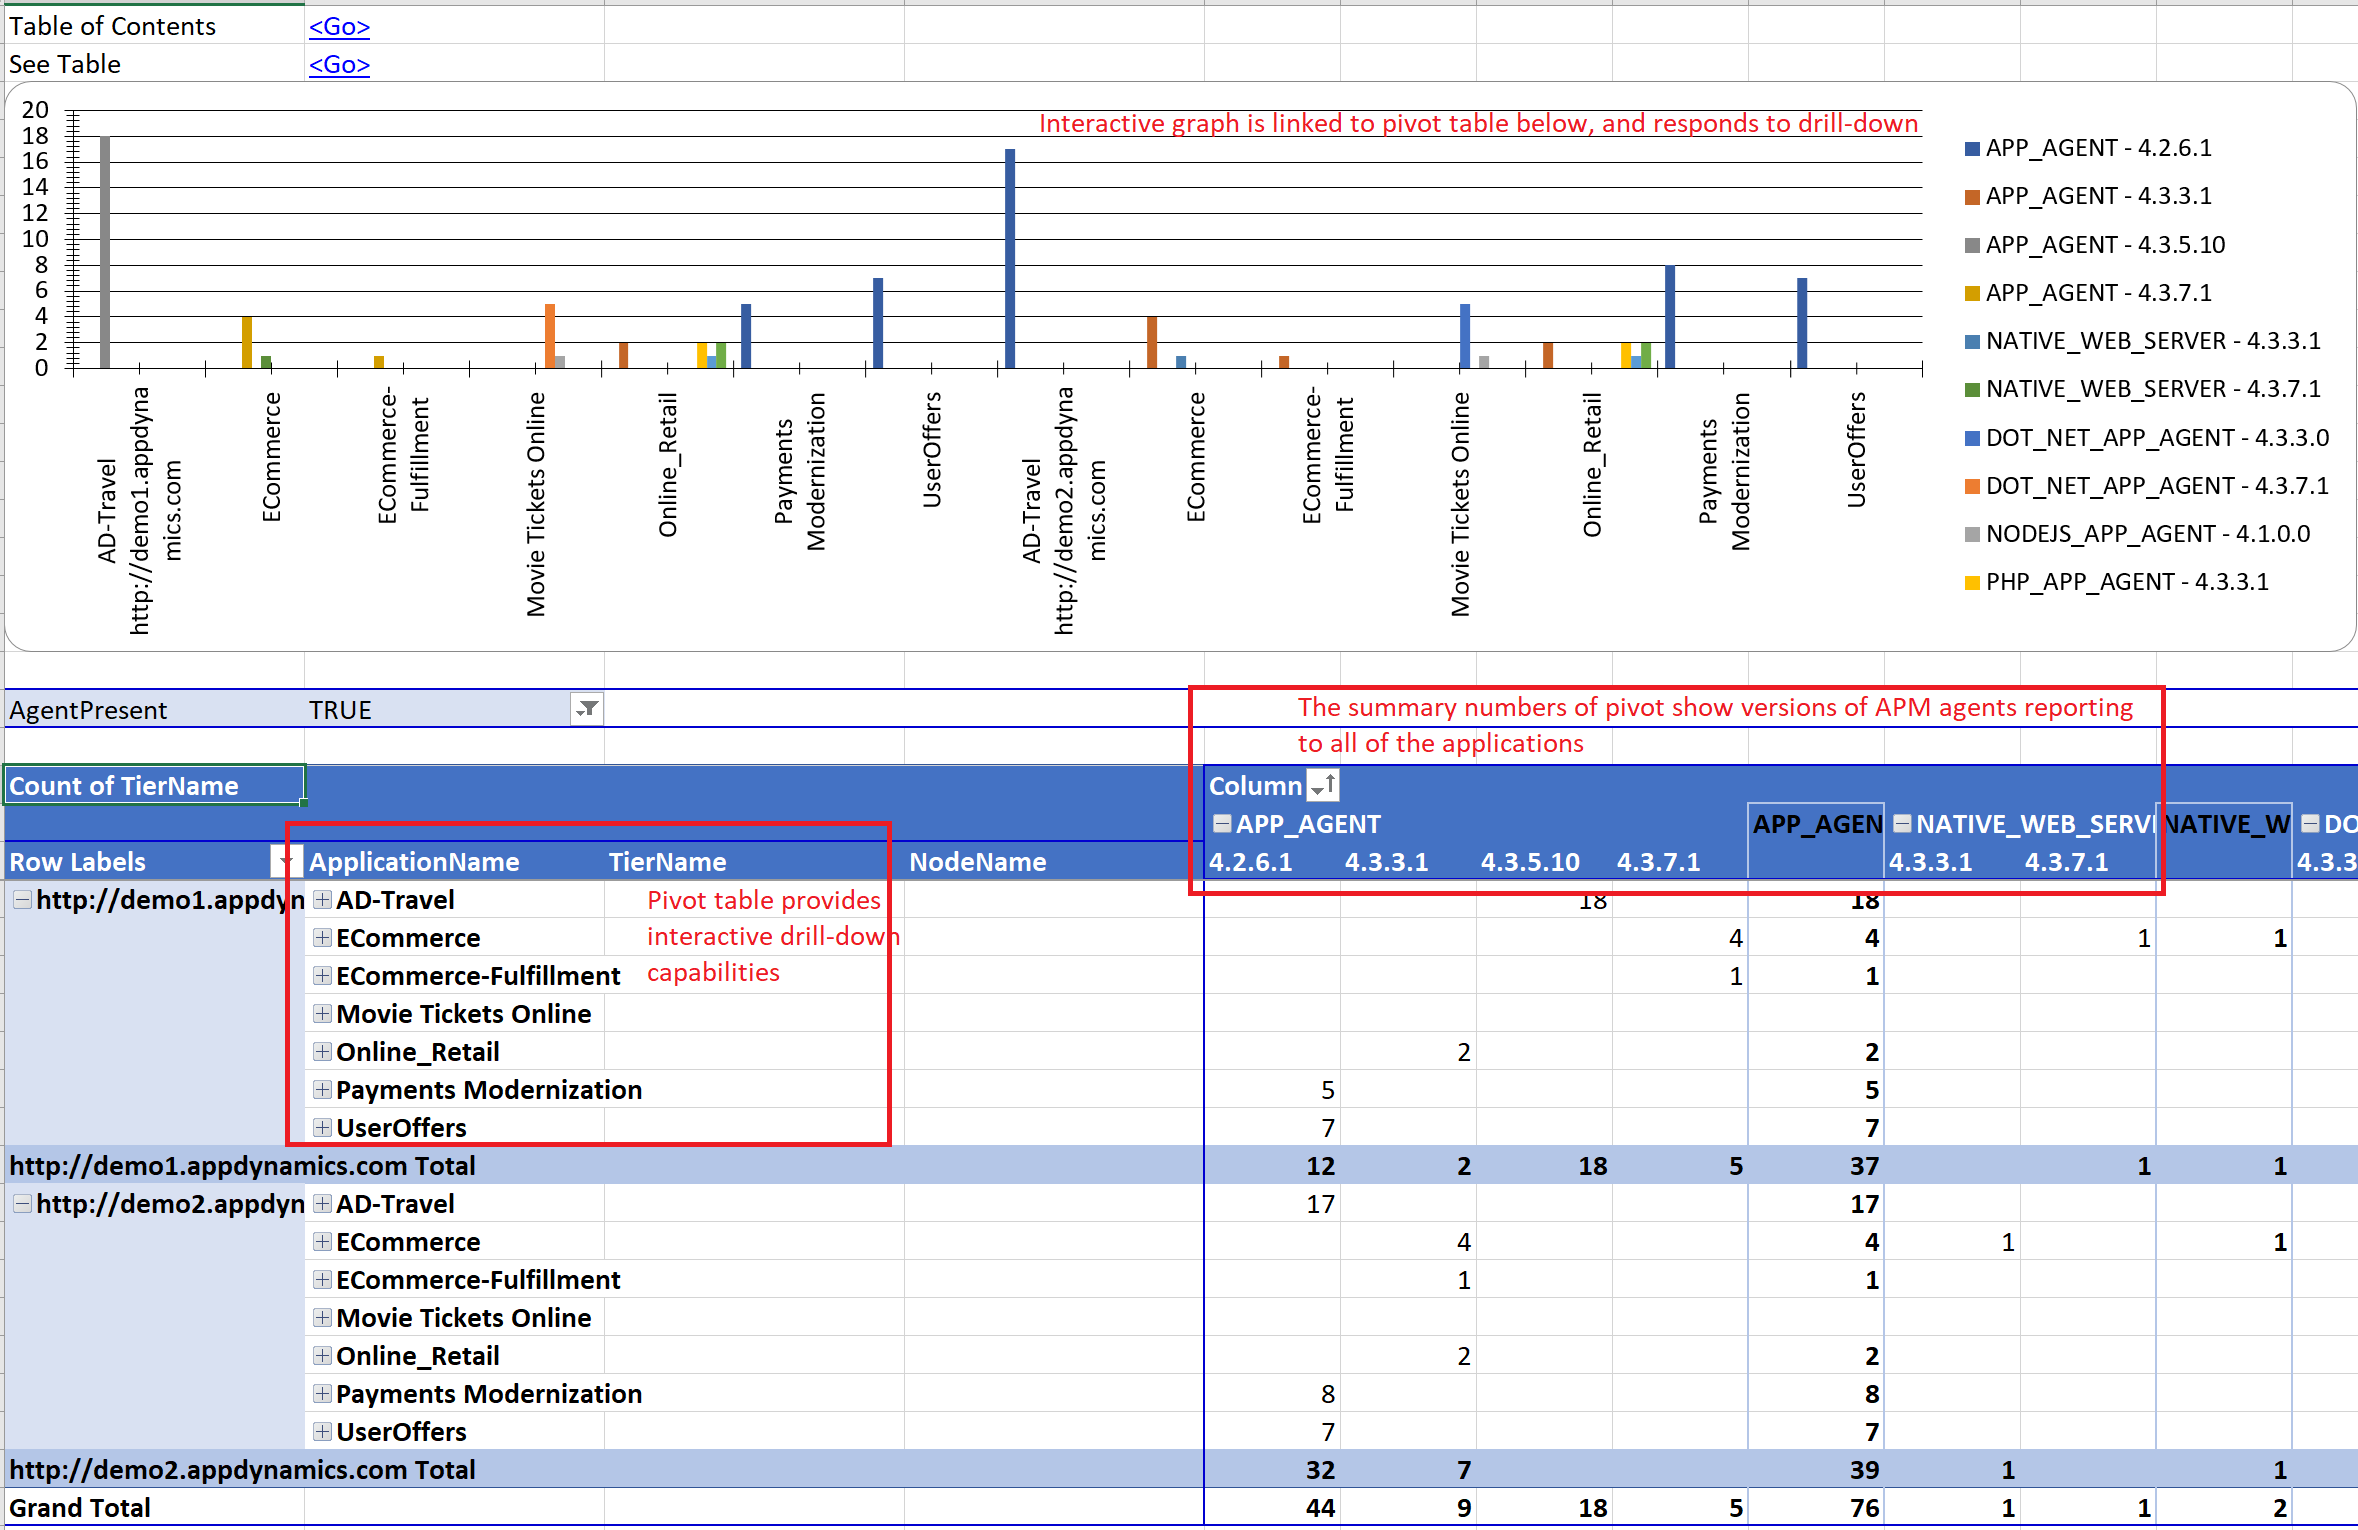 Table of Contents <Go>
See Table <Go>
Interactive graph is linked to pivot table below, and responds to drill-down
20
18
16
14
12
10
8
6
4
2
0
APP_AGENT - 4.2.6.1
APP_AGENT - 4.3.3.1
APP_AGENT - 4.3.5.10
APP_AGENT - 4.3.7.1
NATIVE_WEB_SERVER - 4.3.3.1
NATIVE_WEB_SERVER - 4.3.7.1
DOT_NET_APP_AGENT - 4.3.3.0
DOT_NET_APP_AGENT - 4.3.7.1
NODEJS_APP_AGENT - 4.1.0.0
PHP_APP_AGENT - 4.3.3.1
AD-Travel
http://demo1.appdyna
mics.com
ECommerce
ECommerce-
Fulfillment
Movie Tickets Online
Online_Retail
Payments
Modernization
UserOffers
AD-Travel
http://demo2.appdyna
mics.com
ECommerce
ECommerce-
Fulfillment
Movie Tickets Online
Online_Retail
Payments
Modernization
UserOffers
AgentPresent TRUE
The summary numbers of pivot show versions of APM agents reporting
to all of the applications
Count of TierName Column
APP_AGENT APP_AGEN NATIVE_WEB_SERV NATIVE_W DO
Row Labels ApplicationName TierName NodeName 4.2.6.1 4.3.3.1 4.3.5.10 4.3.7.1 4.3.3.1 4.3.7.1 4.3.3
Pivot table provides
interactive drill-down
capabilities
http://demo1.appdyn AD-Travel 18 18
ECommerce 4 4 1 1
ECommerce-Fulfillment 1 1
Movie Tickets Online
Online_Retail 2 2
Payments Modernization 5 5
UserOffers 7 7
http://demo1.appdynamics.com Total 12 2 18 5 37 1 1
http://demo2.appdyn AD-Travel 17 17
ECommerce 4 4 1 1
ECommerce-Fulfillment 1 1
Movie Tickets Online
Online_Retail 2 2
Payments Modernization 8 8
UserOffers 7 7
http://demo2.appdynamics.com Total 32 7 39 1 1
Grand Total 44 9 18 5 76 1 1 2